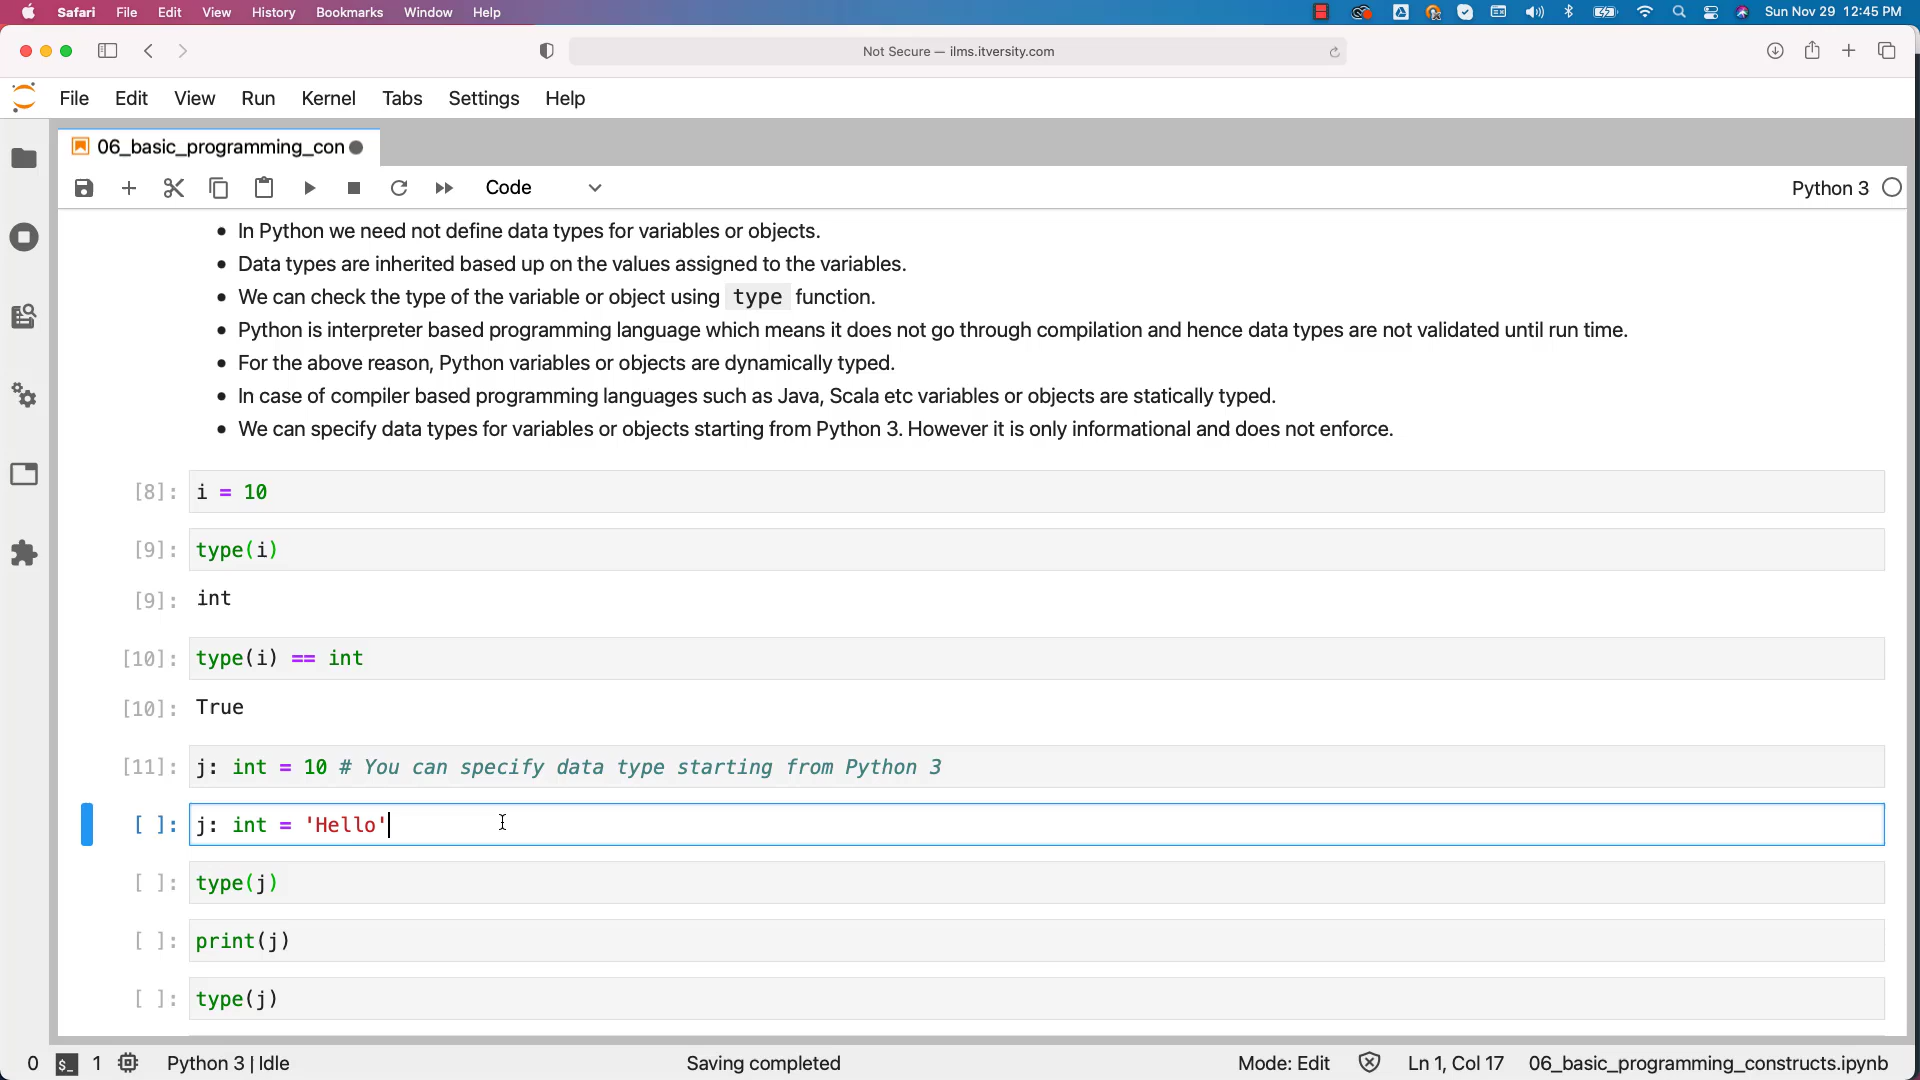 Safari File Edit View History Bookmarks Window Help Sun Nov 29 12:45 PM
Not Secure — ilms.itversity.com
File Edit View Run Kernel Tabs Settings Help
06_basic_programming_con
Code Python 3
• In Python we need not define data types for variables or objects.
• Data types are inherited based up on the values assigned to the variables.
• We can check the type of the variable or object using type function.
• Python is interpreter based programming language which means it does not go through compilation and hence data types are not validated until run time.
• For the above reason, Python variables or objects are dynamically typed.
• In case of compiler based programming languages such as Java, Scala etc variables or objects are statically typed.
• We can specify data types for variables or objects starting from Python 3. However it is only informational and does not enforce.
[8]: i = 10
[9]: type(i)
[9]: int
[10]: type(i) == int
[10]: True
[11]: j: int = 10 # You can specify data type starting from Python 3
[ ]: j: int = 'Hello'
[ ]: type(j)
[ ]: print(j)
[ ]: type(j)
0 $_ 1 Python 3 | Idle Saving completed Mode: Edit Ln 1, Col 17 06_basic_programming_constructs.ipynb